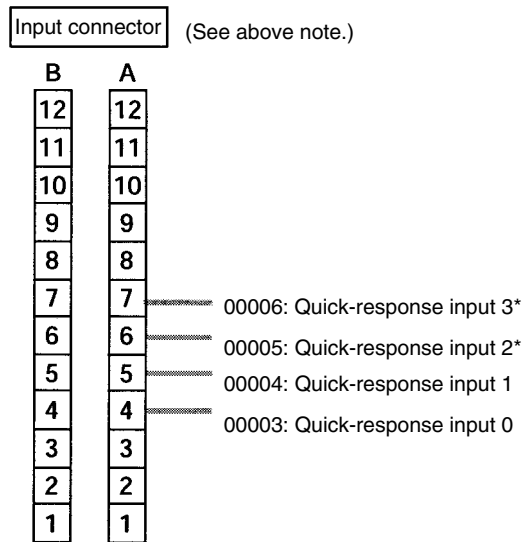 Input connector (See above note.)
B A
12 12
11 11
10 10
9 9
8 8
7 7 00006: Quick-response input 3*
6 6 00005: Quick-response input 2*
5 5 00004: Quick-response input 1
4 4 00003: Quick-response input 0
3 3
2 2
1 1